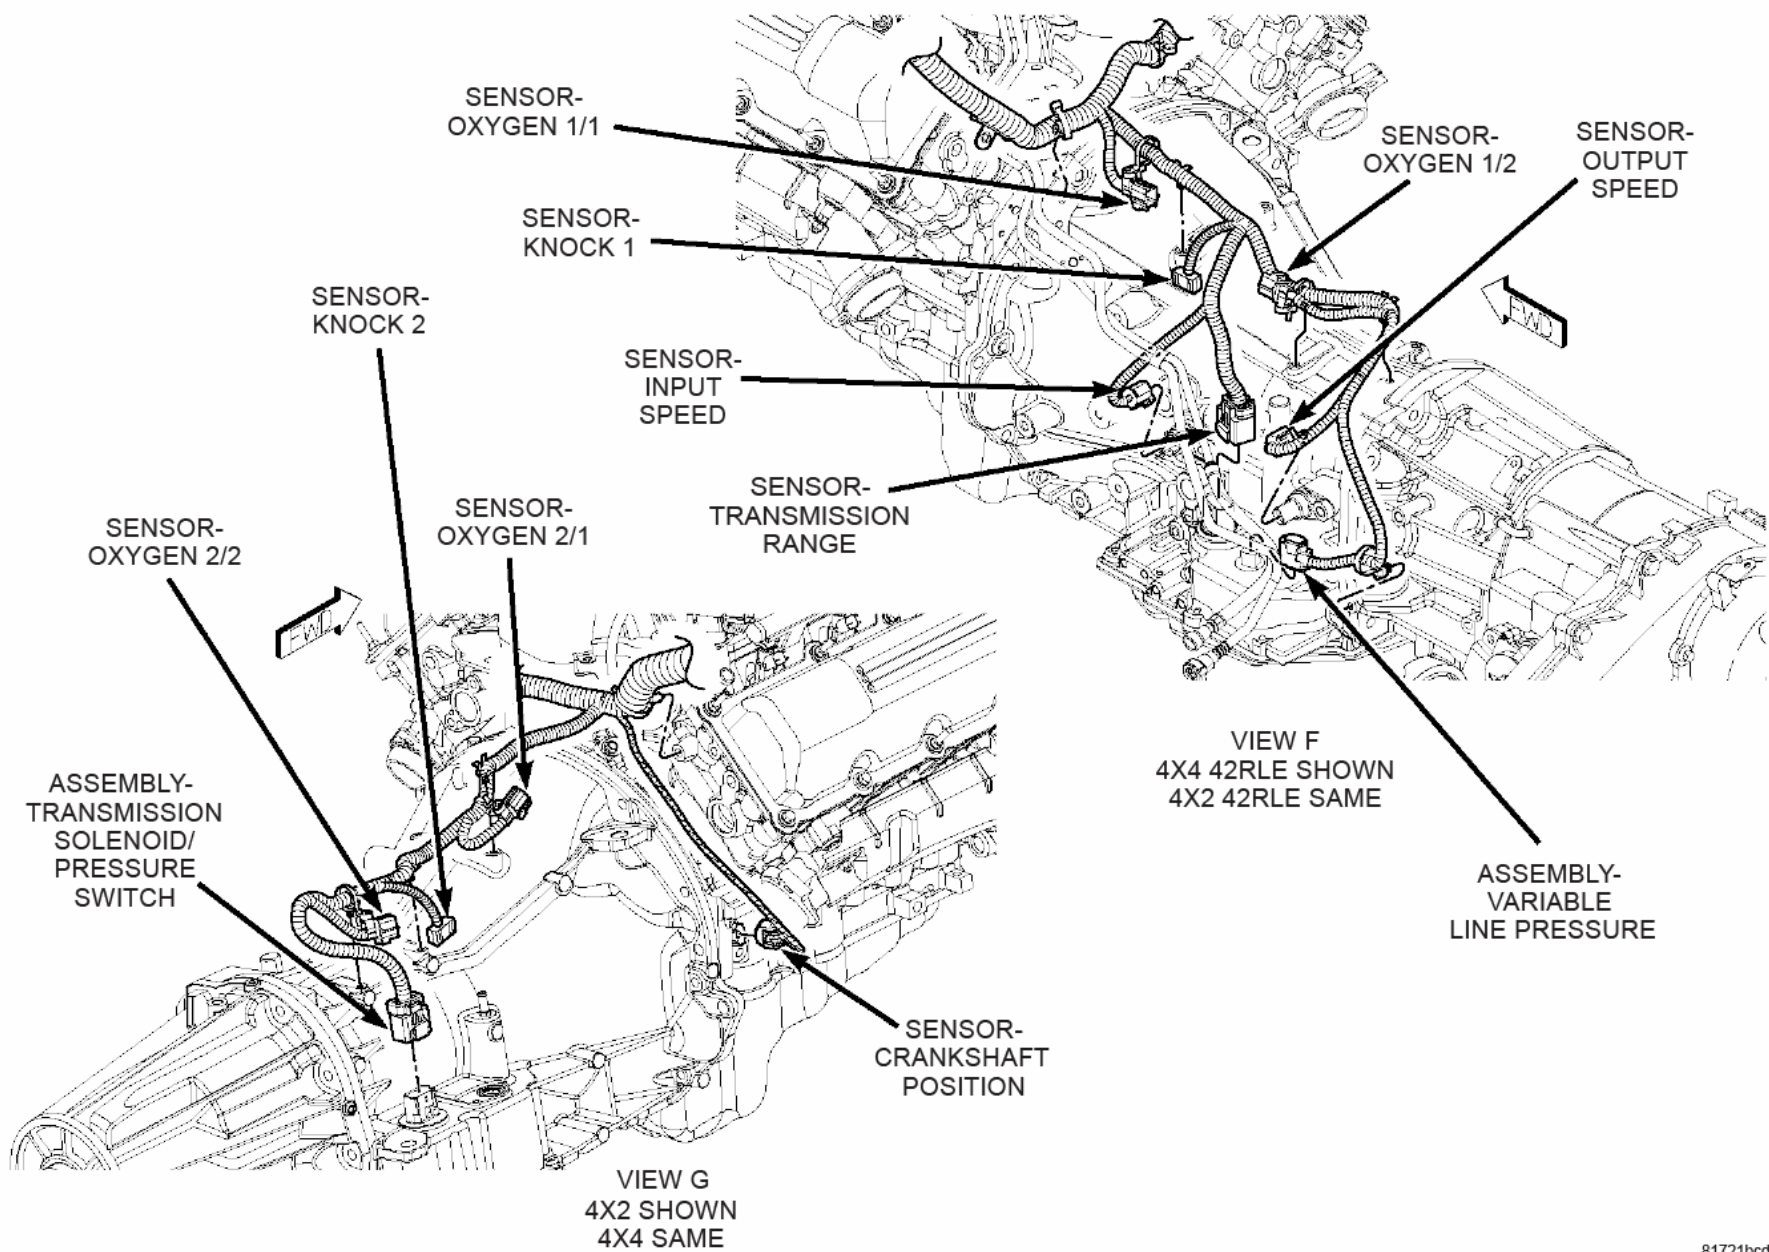 SENSOR-
OXYGEN 1/1
SENSOR-
OXYGEN 1/2
SENSOR-
OUTPUT
SPEED
SENSOR-
KNOCK 1
SENSOR-
KNOCK 2
FWD
SENSOR-
INPUT
SPEED
SENSOR-
TRANSMISSION
RANGE
SENSOR-
OXYGEN 2/1
SENSOR-
OXYGEN 2/2
FWD
VIEW F
4X4 42RLE SHOWN
4X2 42RLE SAME
ASSEMBLY-
TRANSMISSION
SOLENOID/
PRESSURE
SWITCH
ASSEMBLY-
VARIABLE
LINE PRESSURE
SENSOR-
CRANKSHAFT
POSITION
VIEW G
4X2 SHOWN
4X4 SAME
81721bcd